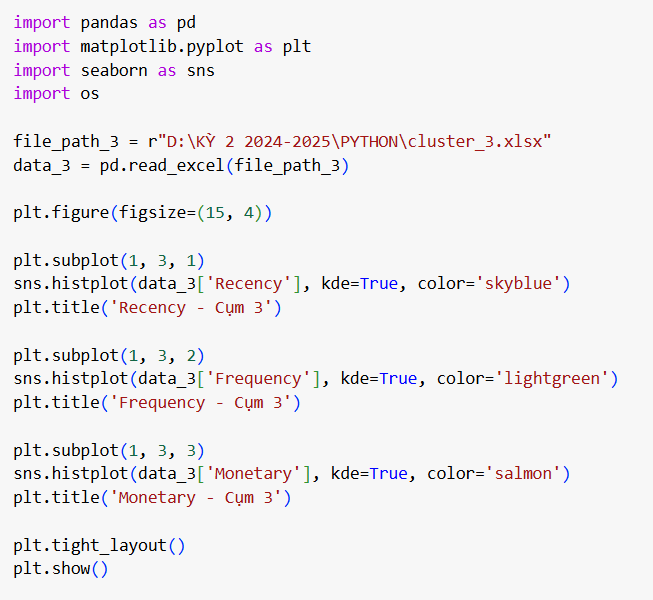 import pandas as pd
import matplotlib.pyplot as plt
import seaborn as sns
import os
file_path_3 = r"D:\KỲ 2 2024-2025\PYTHON\cluster_3.xlsx"
data_3 = pd.read_excel(file_path_3)
plt.figure(figsize=(15, 4))
plt.subplot(1, 3, 1)
sns.histplot(data_3['Recency'], kde=True, color='skyblue')
plt.title('Recency - Cụm 3')
plt.subplot(1, 3, 2)
sns.histplot(data_3['Frequency'], kde=True, color='lightgreen')
plt.title('Frequency - Cụm 3')
plt.subplot(1, 3, 3)
sns.histplot(data_3['Monetary'], kde=True, color='salmon')
plt.title('Monetary - Cụm 3')
plt.tight_layout()
plt.show()